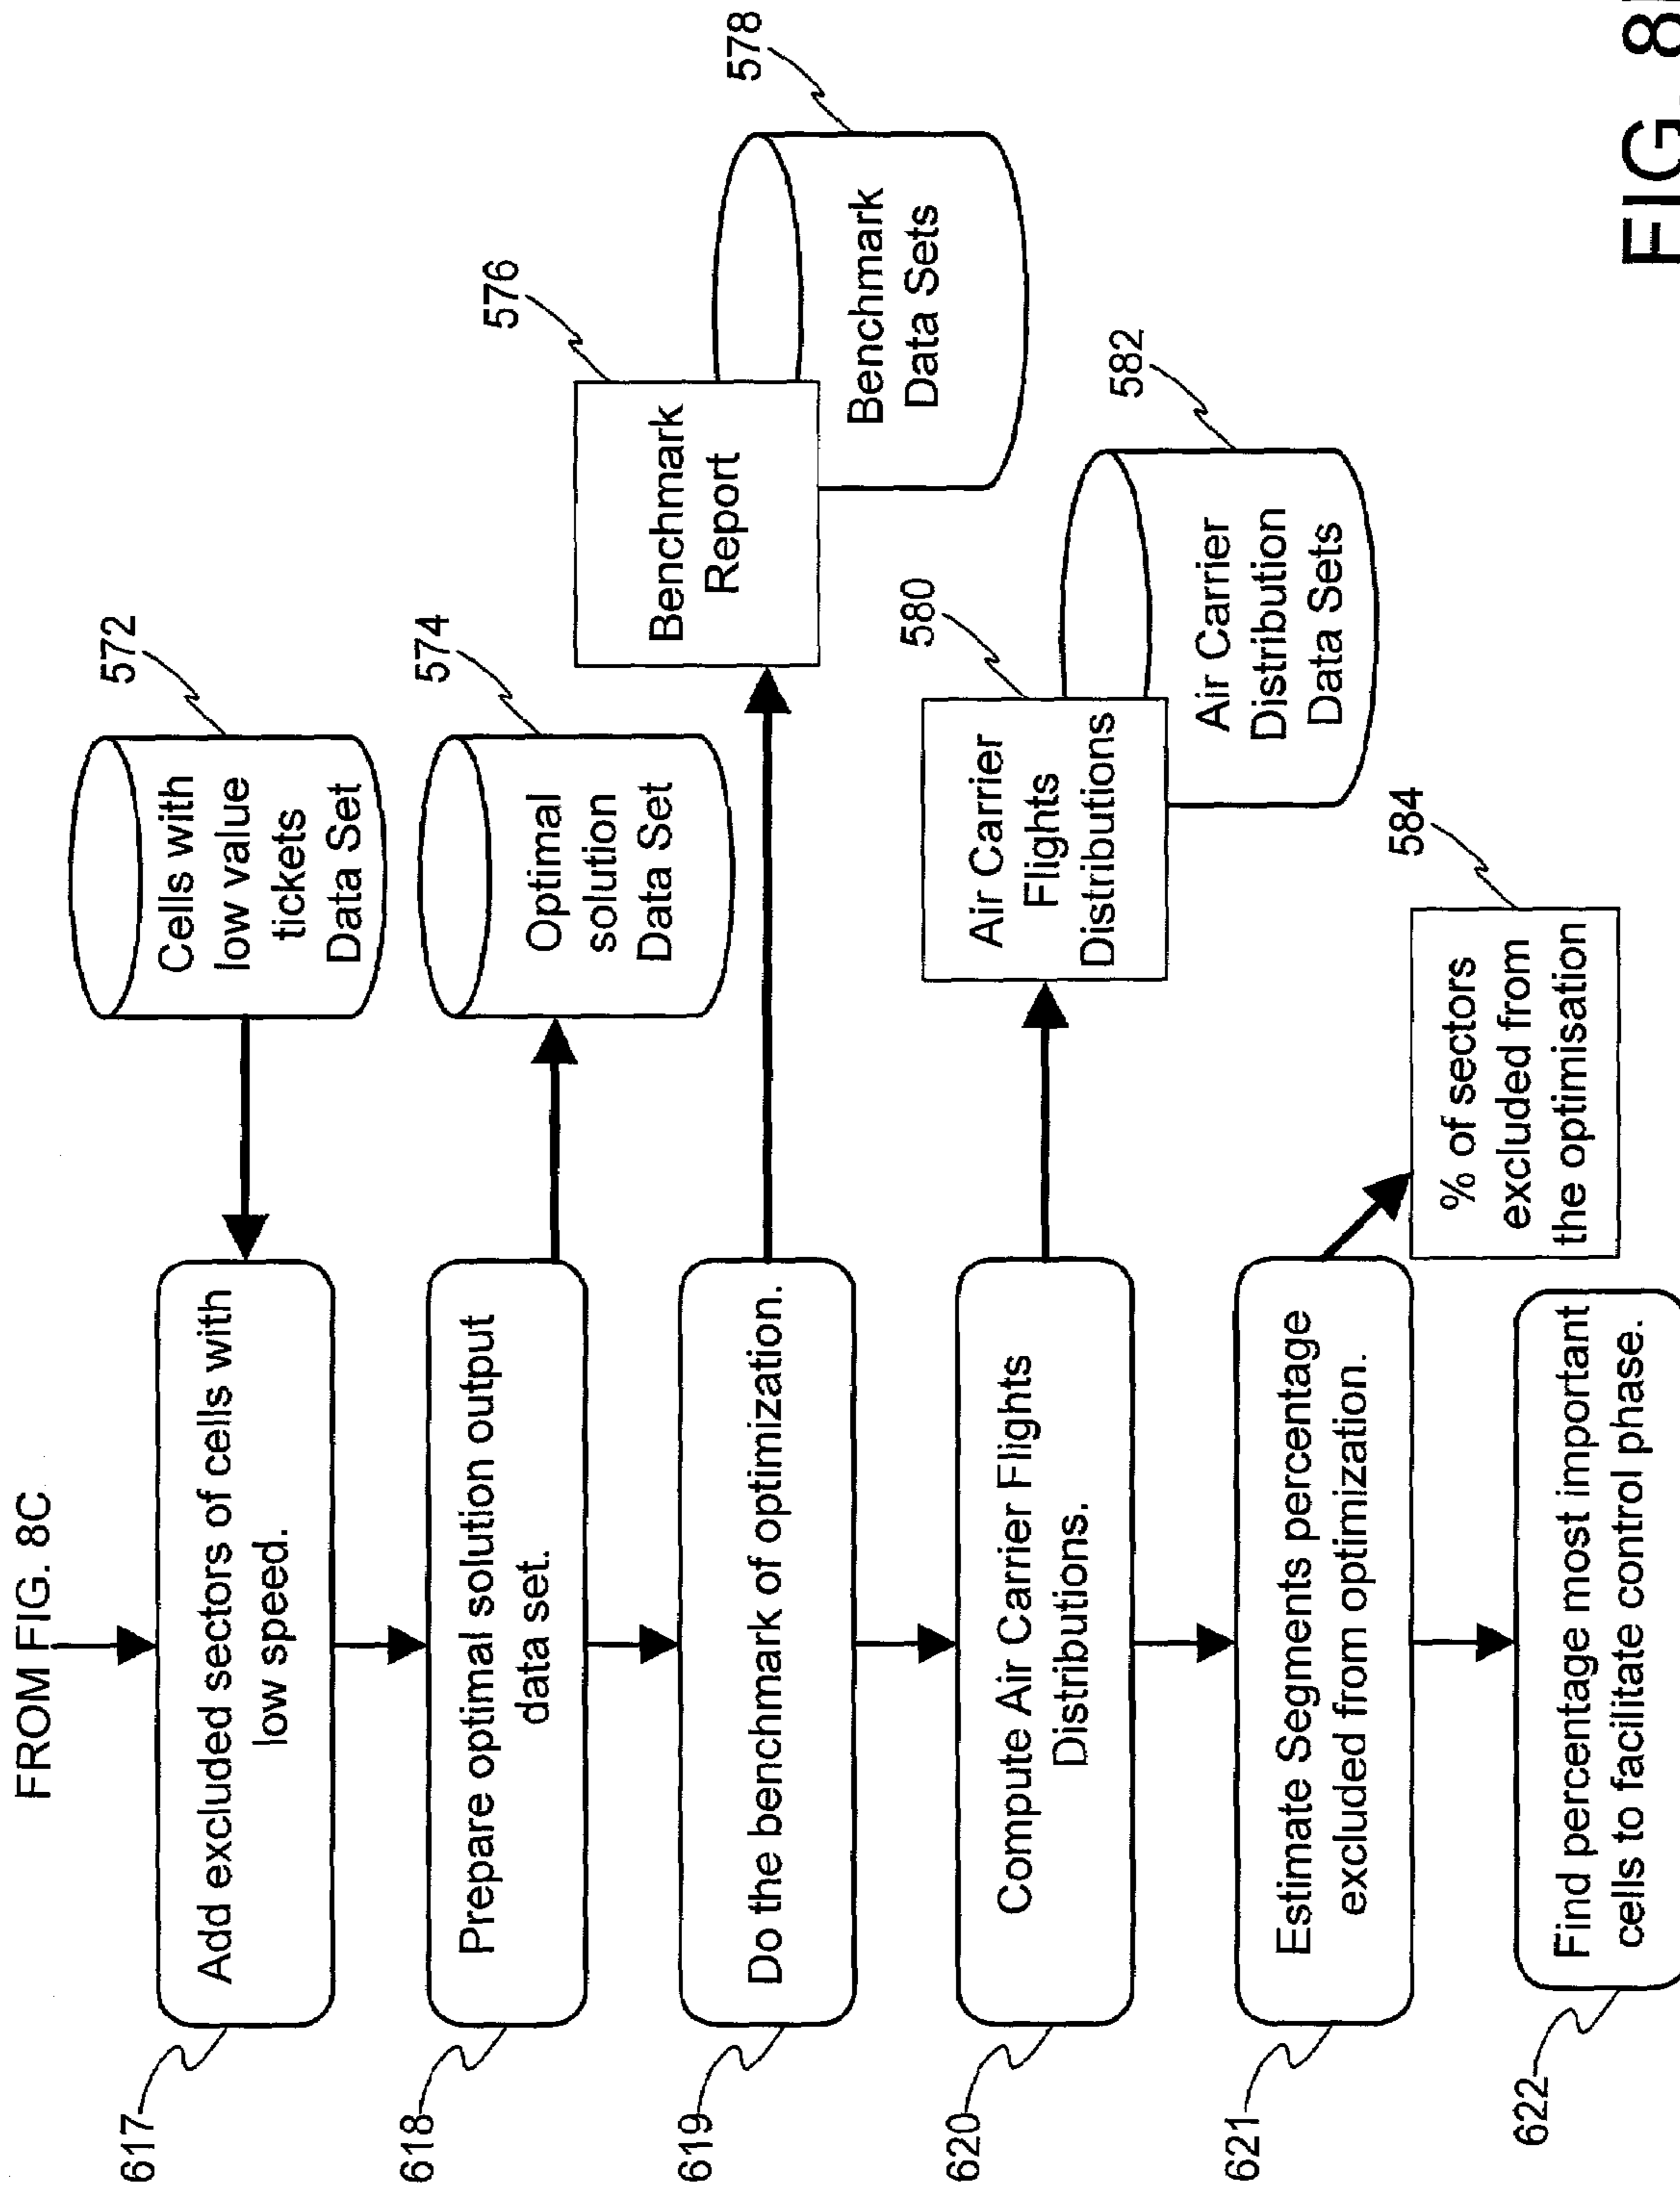 FROM FIG. 8C
617
Add excluded sectors of cells with
low speed.
572
Cells with
low value
tickets
Data Set
618
Prepare optimal solution output
data set.
574
Optimal
solution
Data Set
619
Do the benchmark of optimization.
576
Benchmark
Report
578
Benchmark
Data Sets
620
Compute Air Carrier Flights
Distributions.
580
Air Carrier
Flights
Distributions
582
Air Carrier
Distribution
Data Sets
621
Estimate Segments percentage
excluded from optimization.
584
% of sectors
excluded from
the optimisation
622
Find percentage most important
cells to facilitate control phase.
FIG. 8